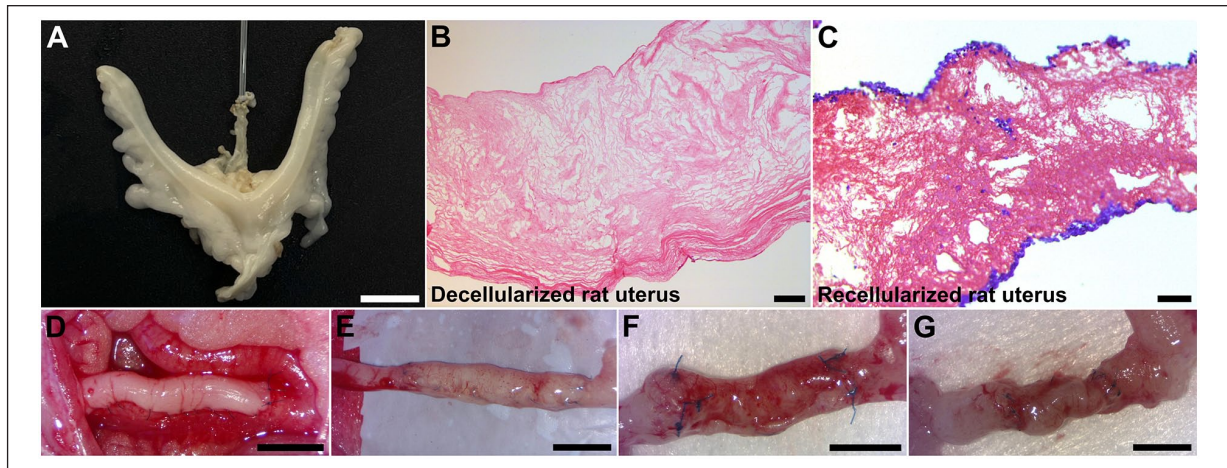 A
B
C
Decellularized rat uterus
Recellularized rat uterus
D
E
F
G